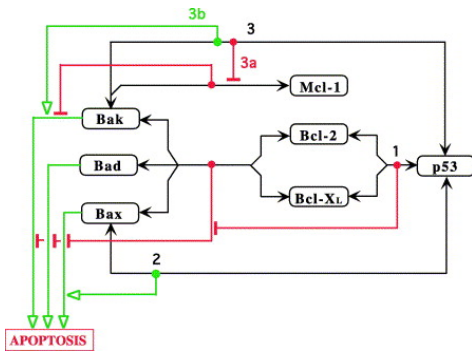 3b
3
3a
Mcl-1
Bak
Bcl-2
Bad
1
p53
Bcl-XL
Bax
2
APOPTOSIS